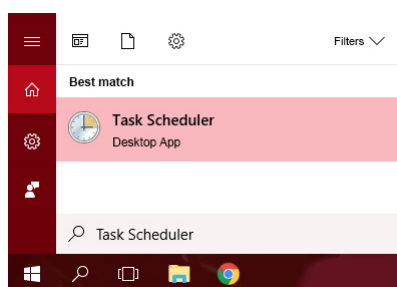 Filters
Best match
Task Scheduler
Desktop App
Task Scheduler